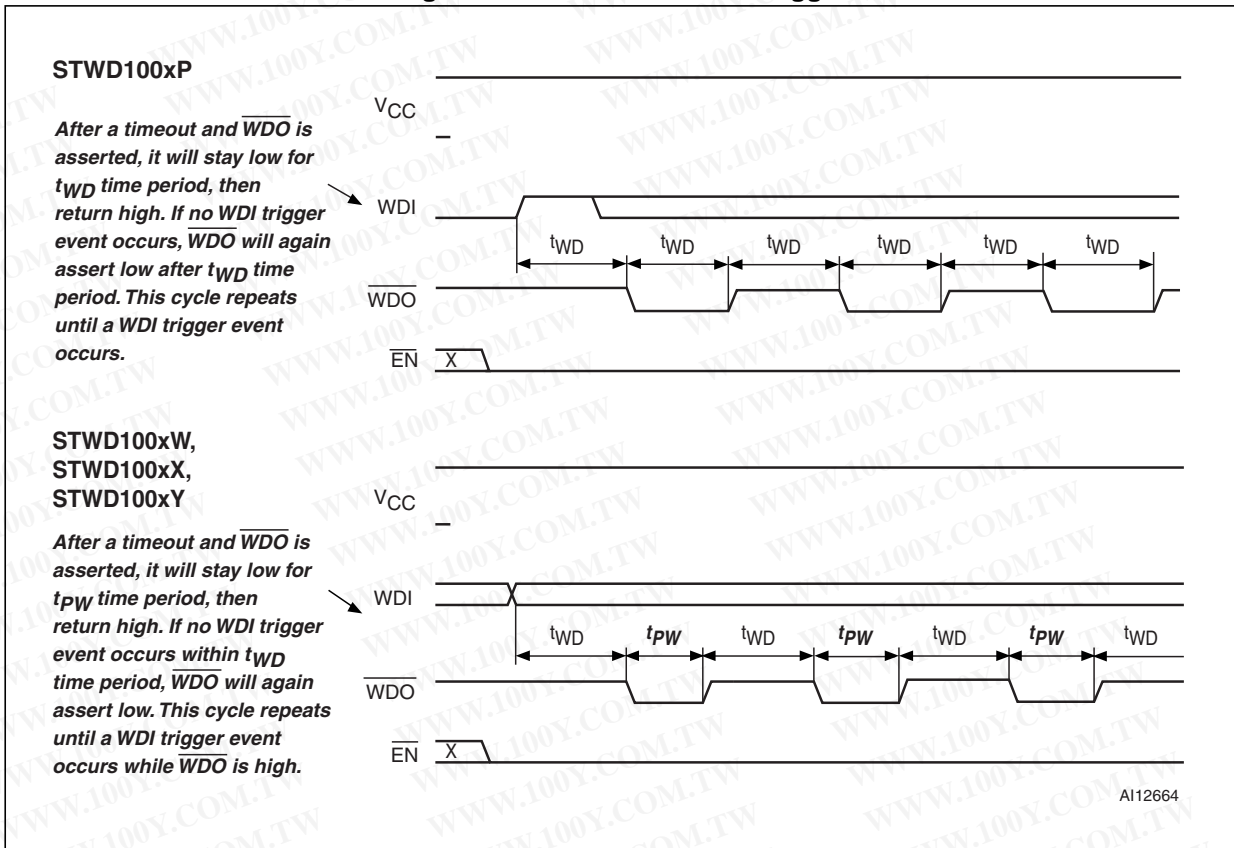 STWD100xP
After a timeout and WDO is
asserted, it will stay low for
tWD time period, then
return high. If no WDI trigger
event occurs, WDO will again
assert low after tWD time
period. This cycle repeats
until a WDI trigger event
occurs.
VCC
WDI
tWD tWD tWD tWD tWD tWD
WDO
EN X
STWD100xW,
STWD100xX,
STWD100xY
After a timeout and WDO is
asserted, it will stay low for
tPW time period, then
return high. If no WDI trigger
event occurs within tWD
time period, WDO will again
assert low. This cycle repeats
until a WDI trigger event
occurs while WDO is high.
VCC
WDI
tWD tPW tWD tPW tWD tPW tWD
WDO
EN X
AI12664
WWW.100Y.COM.TW